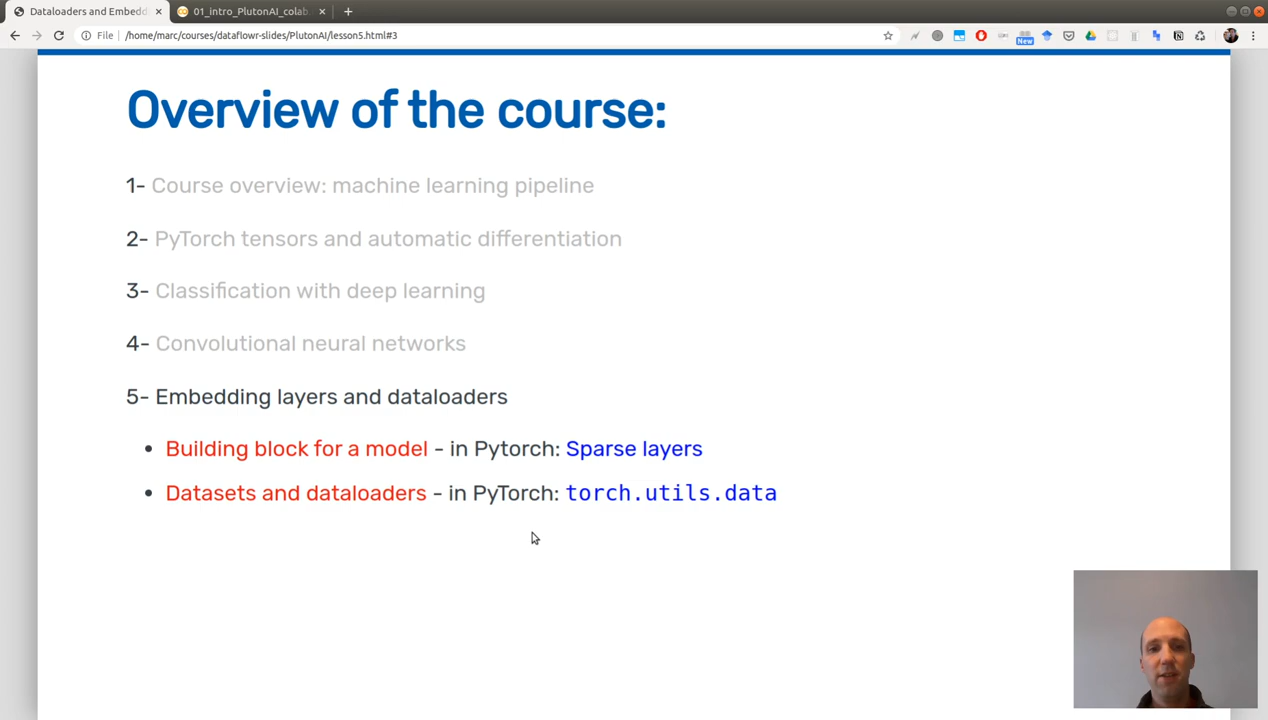 Dataloaders and Embedd
01_intro_PlutonAI_colab.
File
/home/marc/courses/dataflowr-slides/PlutonAI/lesson5.html#3
New
Overview of the course:
1- Course overview: machine learning pipeline
2- PyTorch tensors and automatic differentiation
3- Classification with deep learning
4- Convolutional neural networks
5- Embedding layers and dataloaders
• Building block for a model - in Pytorch: Sparse layers
• Datasets and dataloaders - in PyTorch: torch.utils.data